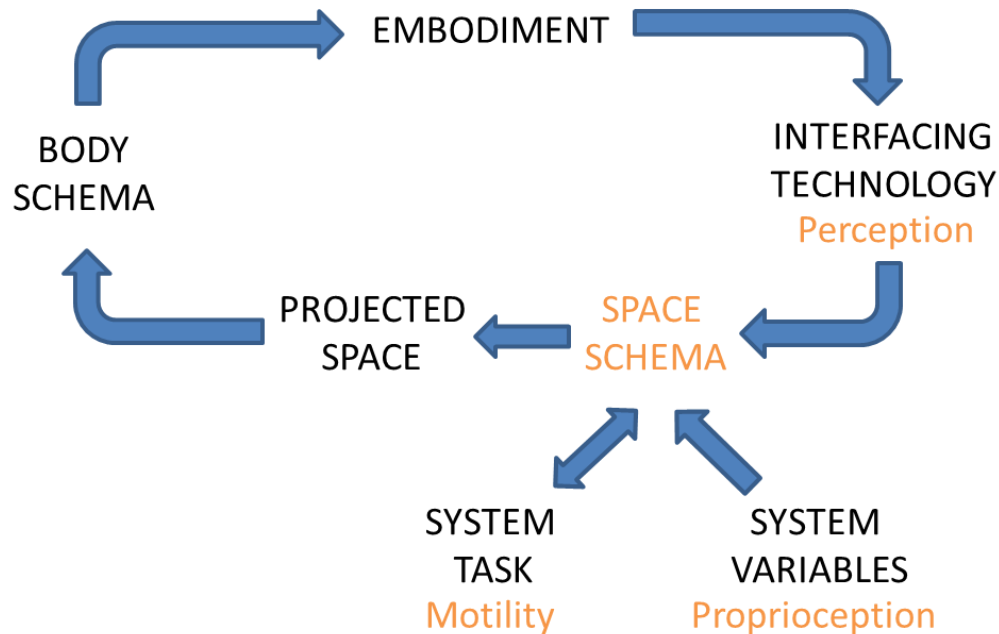 EMBODIMENT
BODY
SCHEMA
INTERFACING
TECHNOLOGY
Perception
PROJECTED
SPACE
SPACE
SCHEMA
SYSTEM
TASK
Motility
SYSTEM
VARIABLES
Proprioception